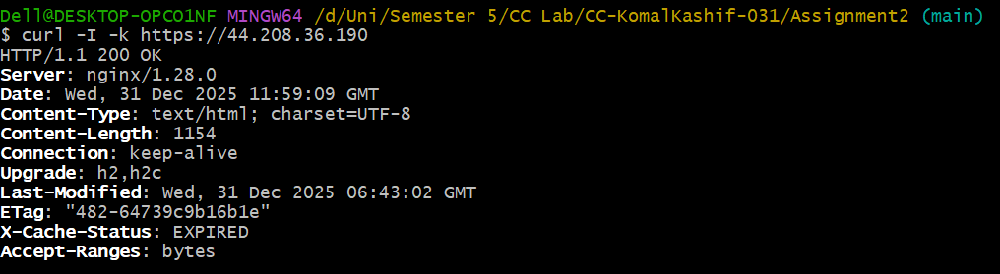 Dell@DESKTOP-OPCO1NF MINGW64 /d/Uni/Semester 5/CC Lab/CC-KomalKashif-031/Assignment2 (main)
$ curl -I -k https://44.208.36.190
HTTP/1.1 200 OK
Server: nginx/1.28.0
Date: Wed, 31 Dec 2025 11:59:09 GMT
Content-Type: text/html; charset=UTF-8
Content-Length: 1154
Connection: keep-alive
Upgrade: h2,h2c
Last-Modified: Wed, 31 Dec 2025 06:43:02 GMT
ETag: "482-64739c9b16b1e"
X-Cache-Status: EXPIRED
Accept-Ranges: bytes